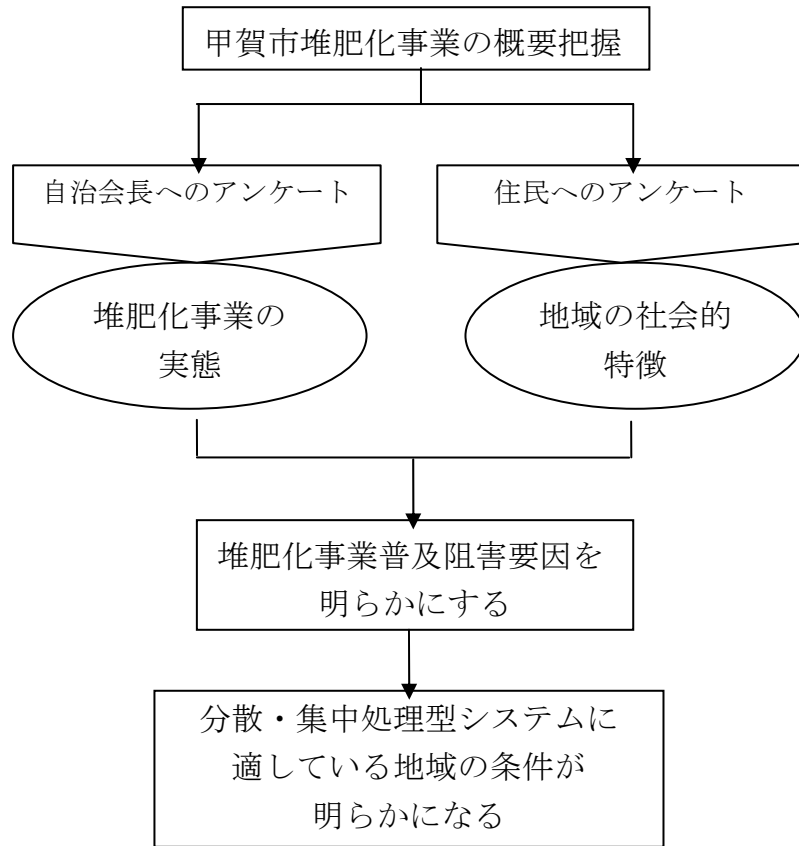 甲賀市堆肥化事業の概要把握
自治会長へのアンケート
住民へのアンケート
堆肥化事業の
実態
地域の社会的
特徴
堆肥化事業普及阻害要因を
明らかにする
分散・集中処理型システムに
適している地域の条件が
明らかになる